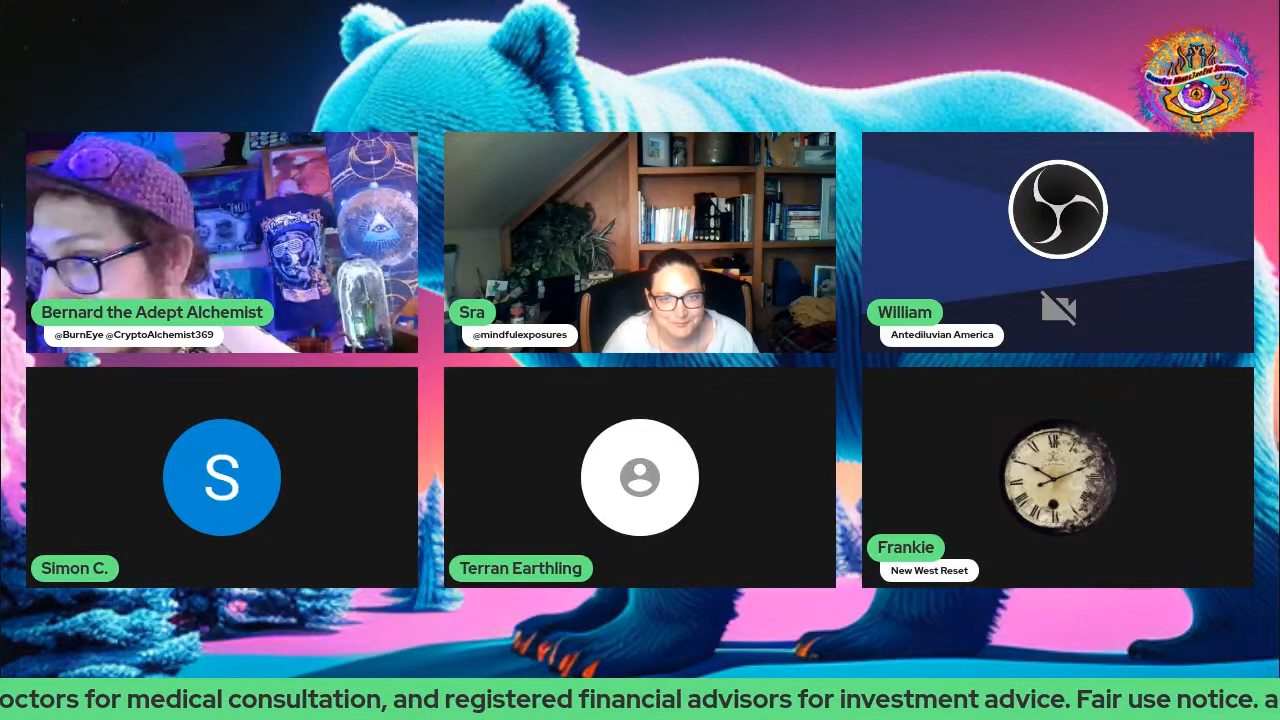 Bernard the Adept Alchemist
@BurnEye @CryptoAlchemist369
Sra
@mindfulexposures
William
Antediluvian America
S
Simon C.
Terran Earthling
Frankie
New West Reset
octors for medical consultation, and registered financial advisors for investment advice. Fair use notice. a